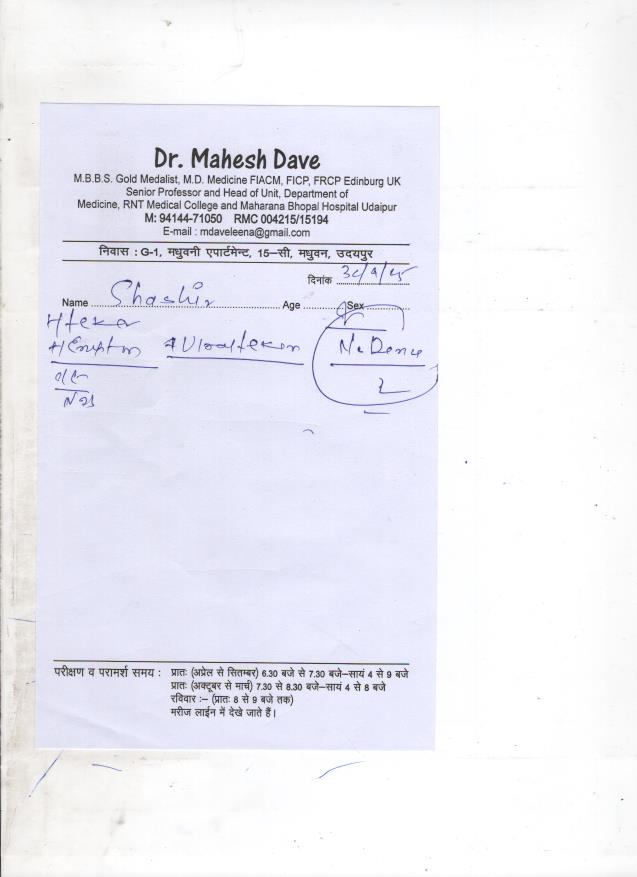 Dr. Mahesh Dave
M.B.B.S. Gold Medalist, M.D. Medicine FIACM, FICP, FRCP Edinburg UK
Senior Professor and Head of Unit, Department of
Medicine, RNT Medical College and Maharana Bhopal Hospital Udaipur
M: 94144-71050 RMC 004215/15194
E-mail : mdaveleena@gmail.com
निवास : G-1, मधुवनी एपार्टमेन्ट, 15–सी, मधुवन, उदयपुर
दिनांक
Name Age Sex
परीक्षण व परामर्श समय : प्रातः (अप्रेल से सितम्बर) 6.30 बजे से 7.30 बजे–सायं 4 से 9 बजे
प्रातः (अक्टूबर से मार्च) 7.30 से 8.30 बजे–सायं 4 से 8 बजे
रविवार :– (प्रातः 8 से 9 बजे तक)
मरीज लाईन में देखे जाते हैं।